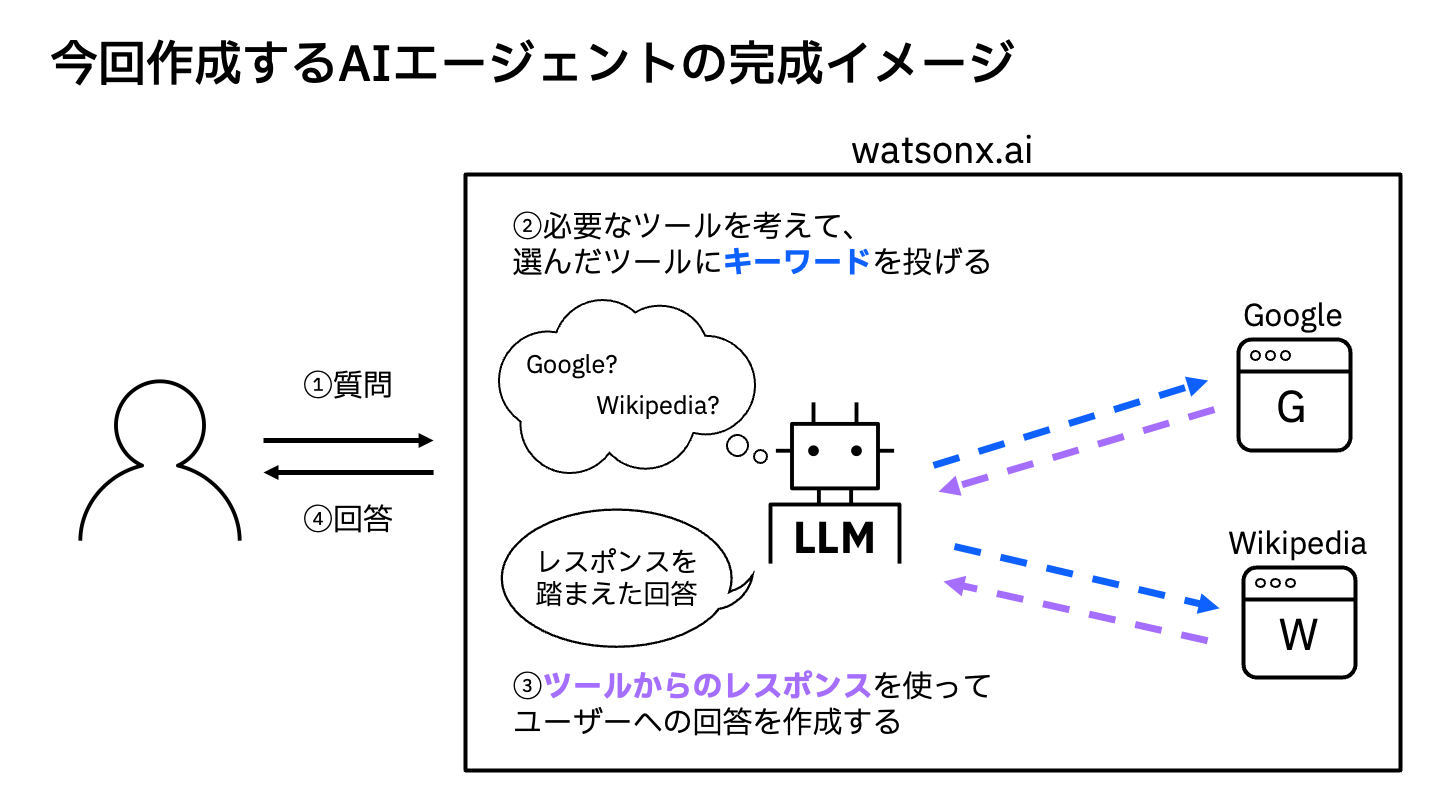 今回作成するAIエージェントの完成イメージ
watsonx.ai
②必要なツールを考えて、
選んだツールにキーワードを投げる
Google?
Wikipedia?
Google
G
①質問
④回答
LLM
レスポンスを
踏まえた回答
Wikipedia
W
③ツールからのレスポンスを使って
ユーザーへの回答を作成する